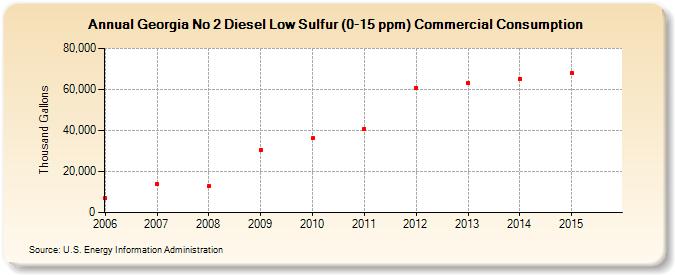 Annual Georgia No 2 Diesel Low Sulfur (0-15 ppm) Commercial Consumption
Thousand Gallons
80,000
60,000
40,000
20,000
0
2006 2007 2008 2009 2010 2011 2012 2013 2014 2015
Source: U.S. Energy Information Administration